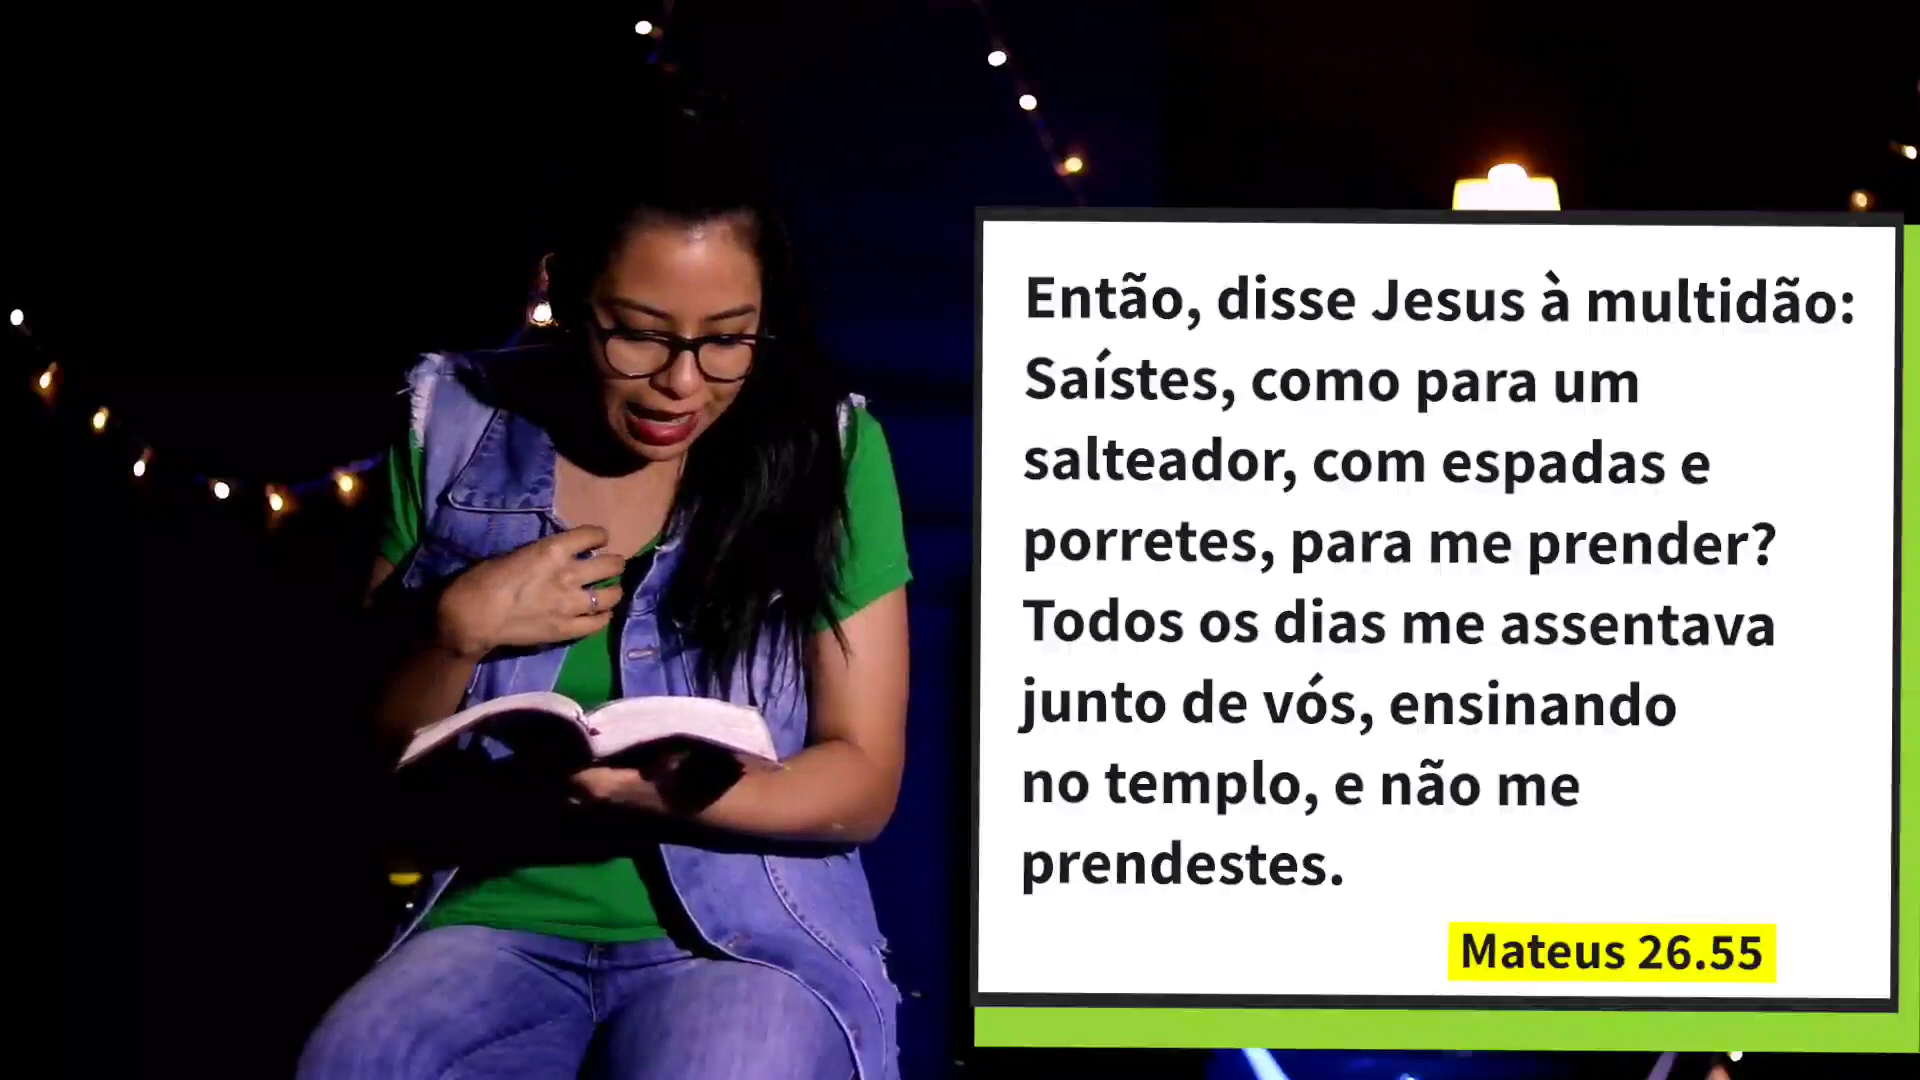 Então, disse Jesus à multidão:
Saístes, como para um
salteador, com espadas e
porretes, para me prender?
Todos os dias me assentava
junto de vós, ensinando
no templo, e não me
prendestes.
Mateus 26.55